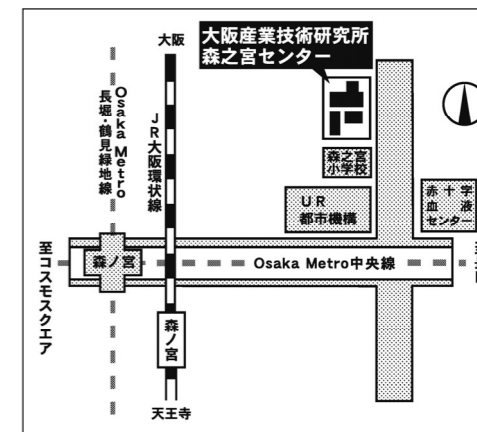 大阪
大阪産業技術研究所
森之宮センター
Osaka Metro
長堀・鶴見緑地線
JR大阪環状線
森之宮
小学校
UR
都市機構
赤十字
血液
センター
至コスモスクエア
森ノ宮
Osaka Metro中央線
森ノ宮
天王寺